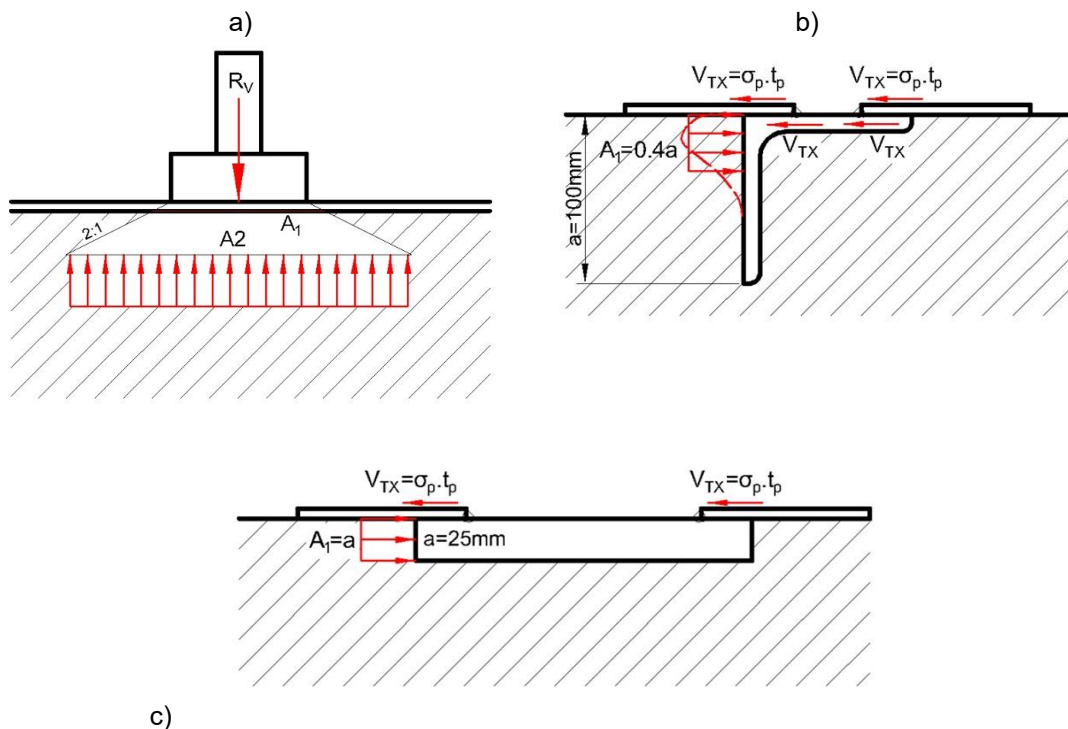 a)
R_V
2:1
A_1
A2
b)
V_TX=σ_p.t_p
V_TX=σ_p.t_p
A_1=0.4a
V_TX
V_TX
a=100mm
V_TX=σ_p.t_p
V_TX=σ_p.t_p
A_1=a
a=25mm
c)